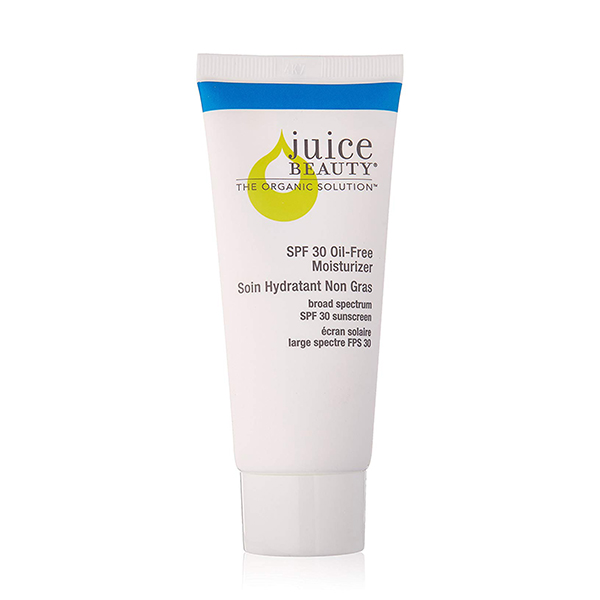 juice
BEAUTY®
THE ORGANIC SOLUTION™
SPF 30 Oil-Free
Moisturizer
Soin Hydratant Non Gras
broad spectrum
SPF 30 sunscreen
écran solaire
large spectre FPS 30